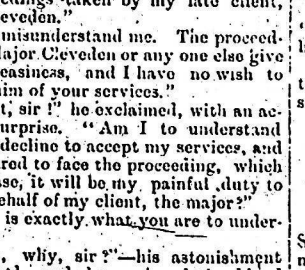 taken by my late client,
eveden."
misunderstand me. The proceed-
lajor Cleveden or any one else give
easiness, and I have no wish to
aim of your services."
t, sir!" he exclaimed, with an ac-
urprise. "Am I to understand
decline to accept my services, and
red to face the proceeding, which
se, it will be my painful duty to
ehalf of my client, the major?"
is exactly what you are to under-
, why, sir?"—his astonishment